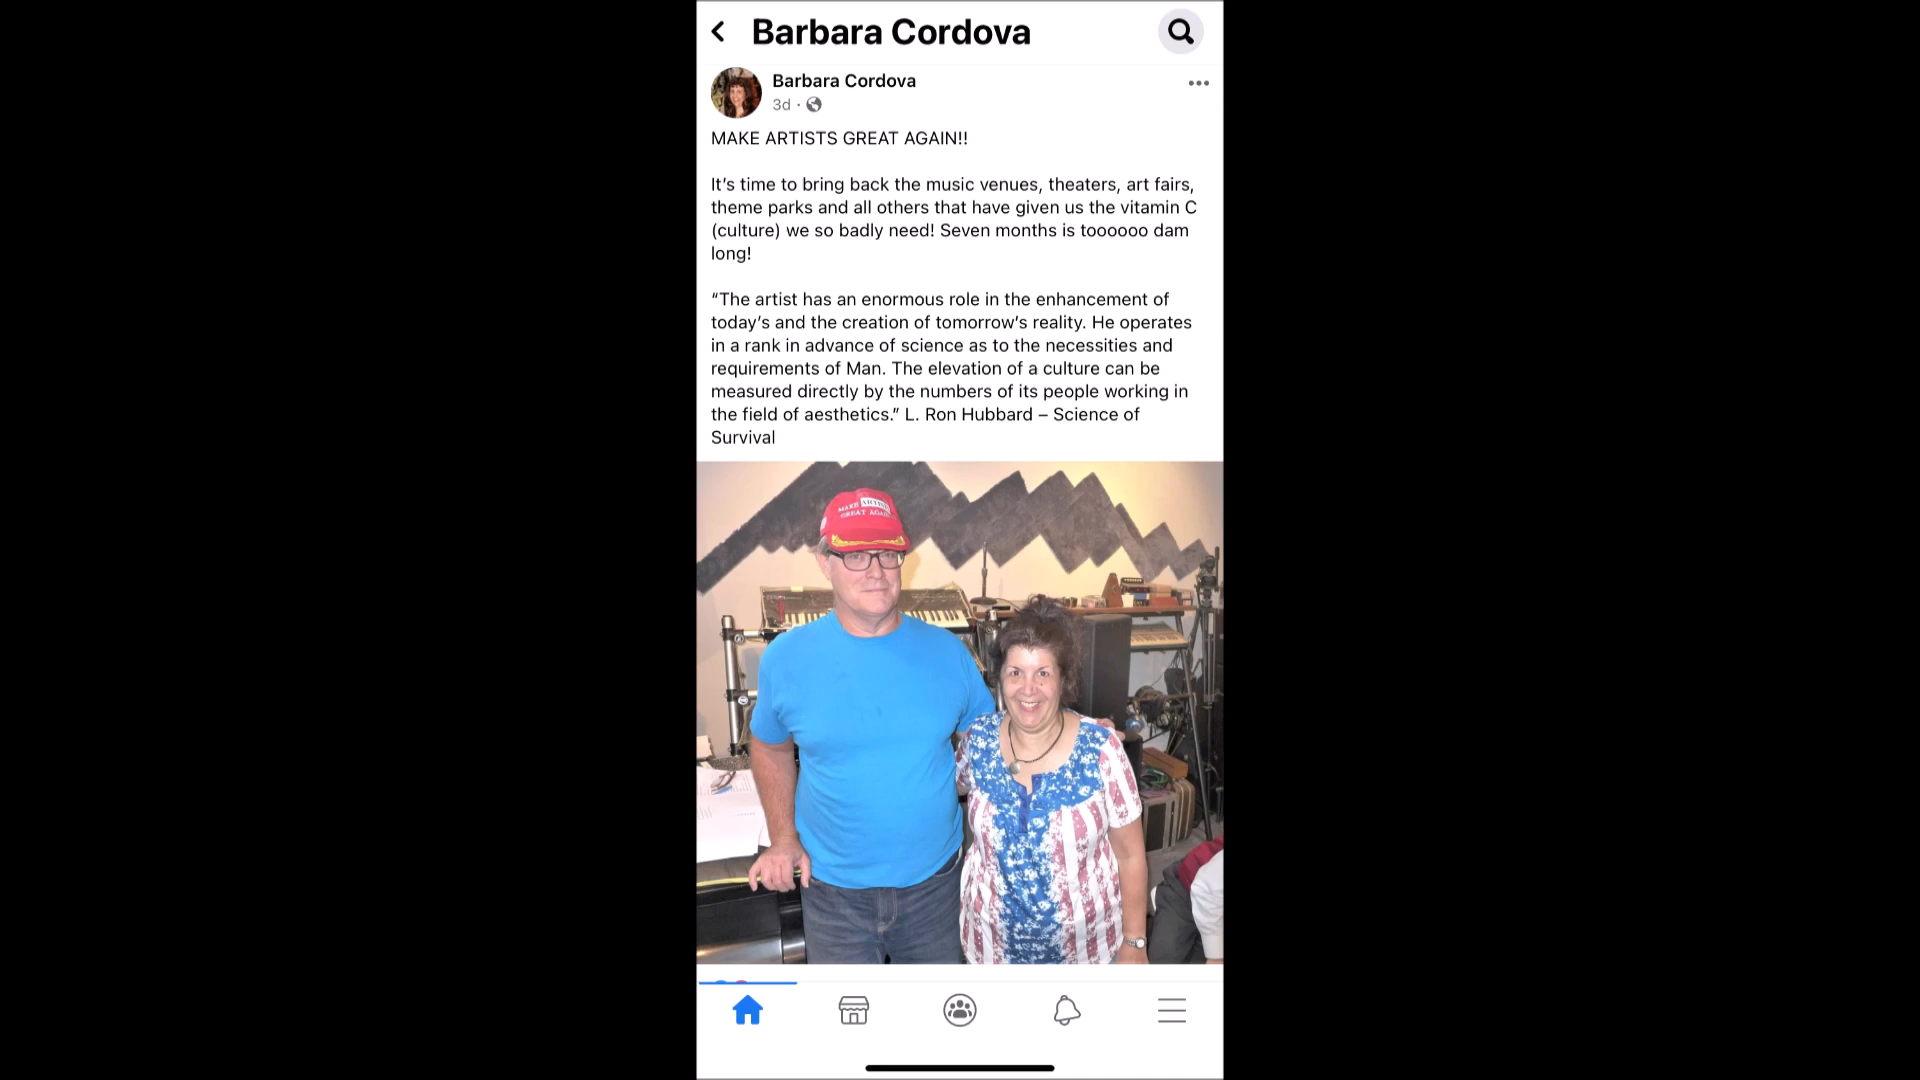 Barbara Cordova
Barbara Cordova
3d ·
MAKE ARTISTS GREAT AGAIN!!
It’s time to bring back the music venues, theaters, art fairs,
theme parks and all others that have given us the vitamin C
(culture) we so badly need! Seven months is toooooo dam
long!
“The artist has an enormous role in the enhancement of
today’s and the creation of tomorrow’s reality. He operates
in a rank in advance of science as to the necessities and
requirements of Man. The elevation of a culture can be
measured directly by the numbers of its people working in
the field of aesthetics.” L. Ron Hubbard – Science of
Survival
MAKE ARTISTS
GREAT AGAIN